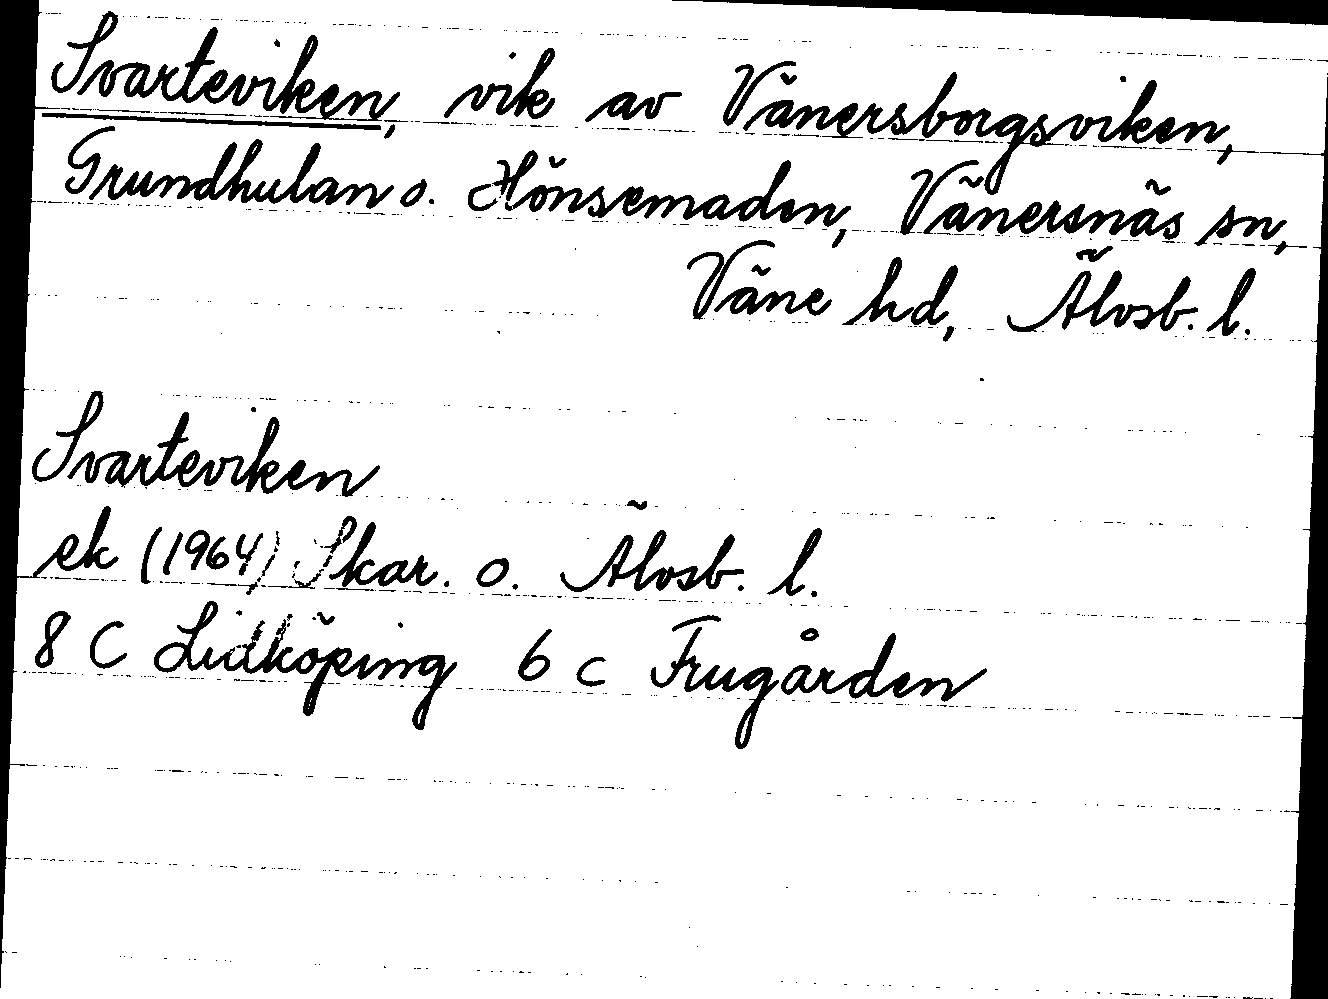 Svarteviken, vik av Vänersborgsviken,
Grundhulan o. Hönsemaden, Vänersnäs sn,
Väne hd, Älvsb. l.
Svarteviken
ek (1964) Skar. o. Älvsb. l.
8 C Lidköping 6 c Frugården